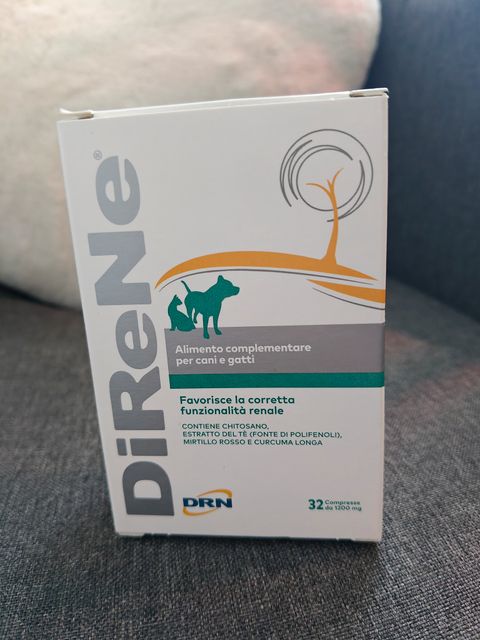 DiReNe®
Alimento complementare
per cani e gatti
Favorisce la corretta
funzionalità renale
CONTIENE CHITOSANO,
ESTRATTO DEL TÈ (FONTE DI POLIFENOLI),
MIRTILLO ROSSO E CURCUMA LONGA
DRN
32 Compresse
da 1200 mg